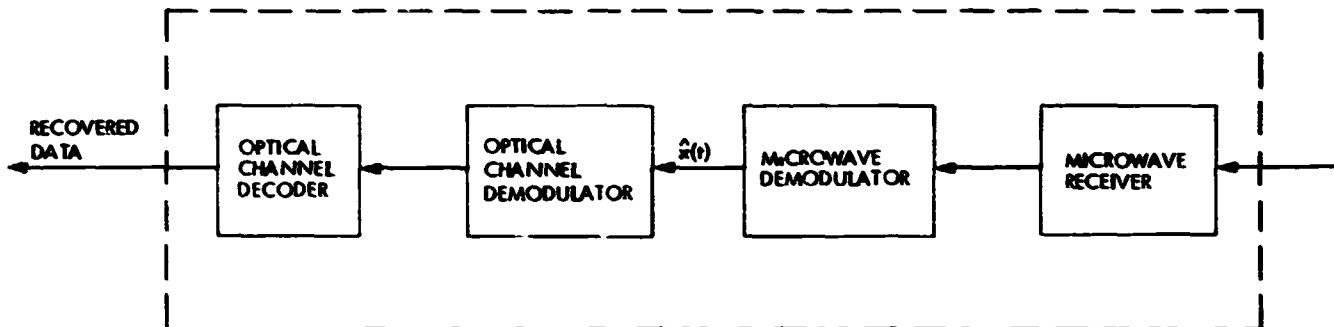 RECOVERED
DATA
OPTICAL
CHANNEL
DECODER
OPTICAL
CHANNEL
DEMODULATOR
x̂(t)
MICROWAVE
DEMODULATOR
MICROWAVE
RECEIVER